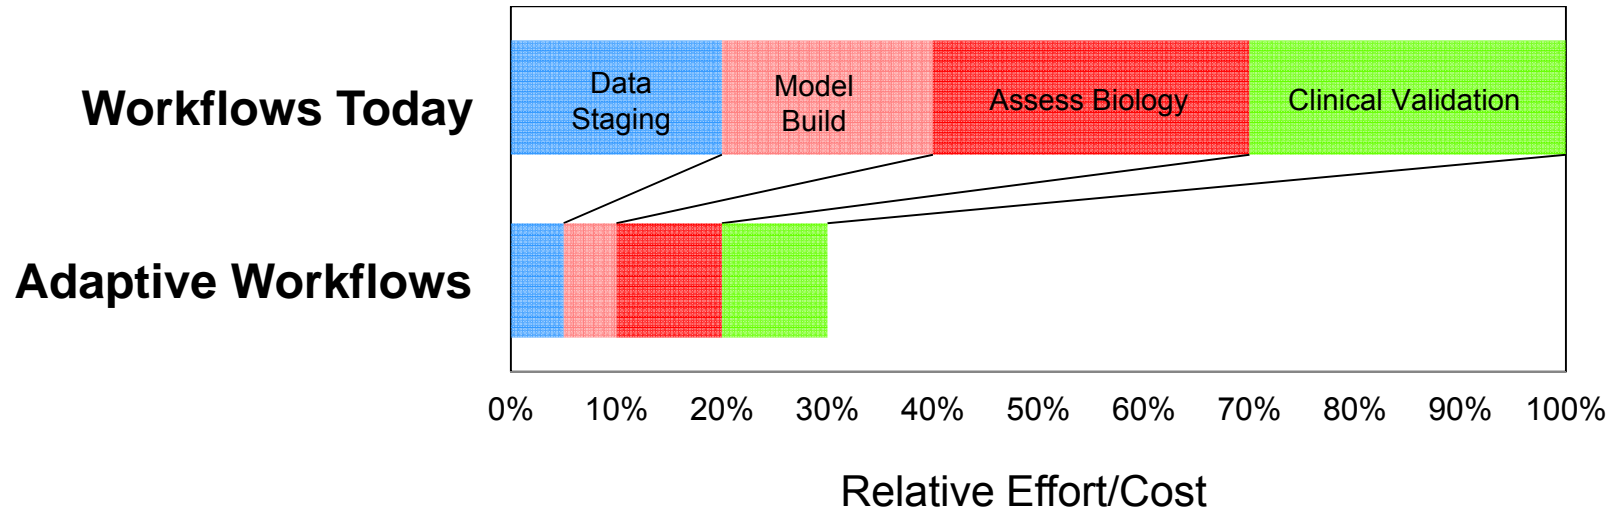 Workflows Today
Data
Staging
Model
Build
Assess Biology
Clinical Validation
Adaptive Workflows
0% 10% 20% 30% 40% 50% 60% 70% 80% 90% 100%
Relative Effort/Cost